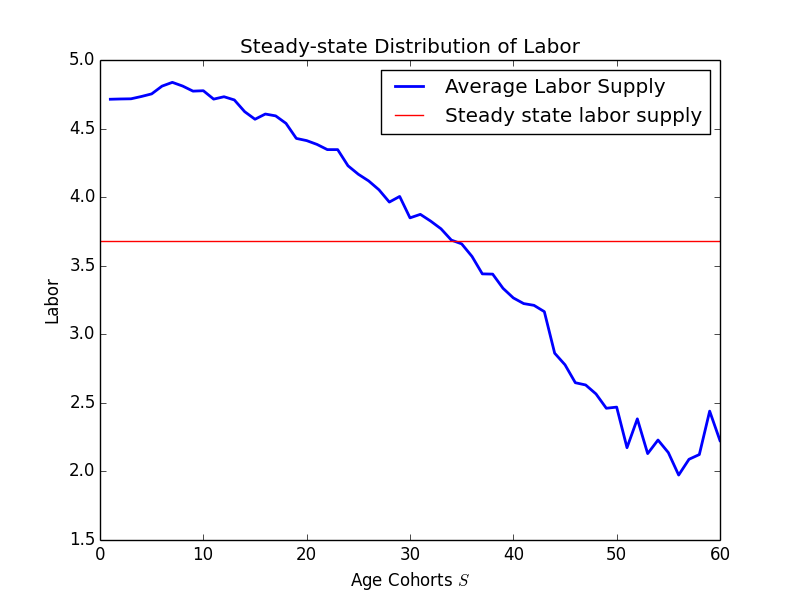 Steady-state Distribution of Labor
Average Labor Supply
Steady state labor supply
5.0
4.5
4.0
3.5
3.0
2.5
2.0
1.5
Labor
0 10 20 30 40 50 60
Age Cohorts S